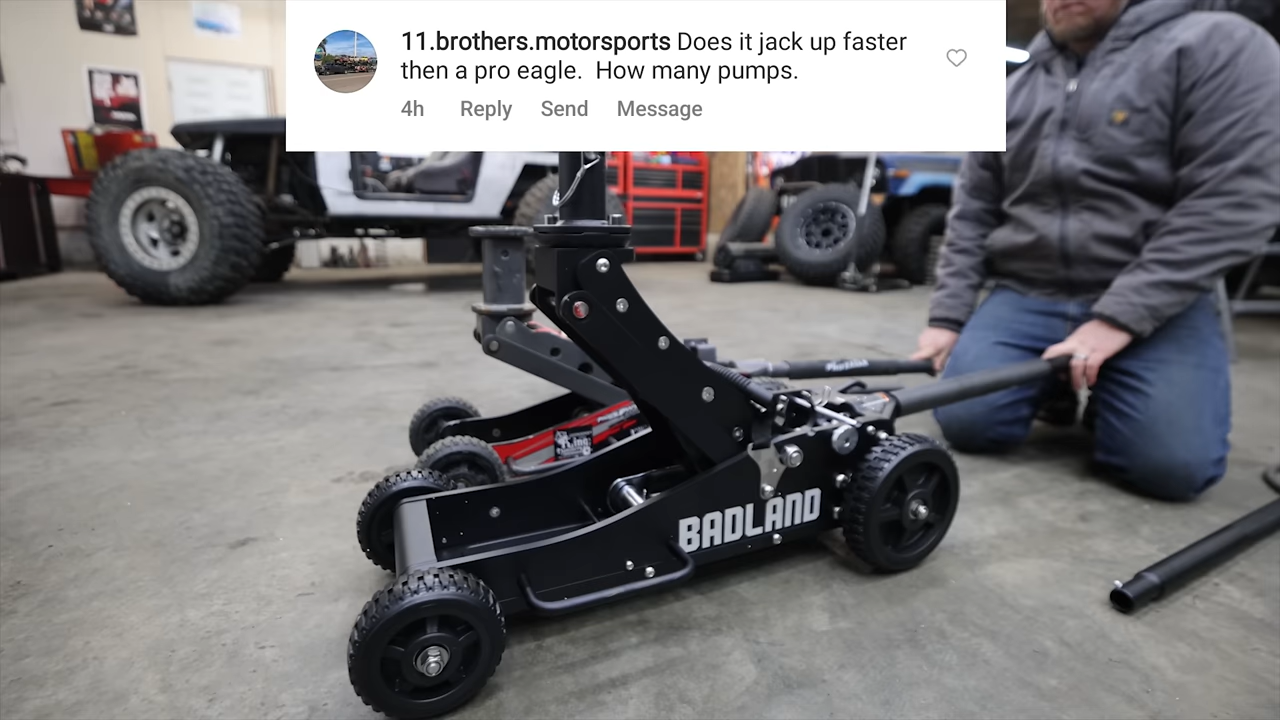 11.brothers.motorsports Does it jack up faster
then a pro eagle.  How many pumps.
4h Reply Send Message
BADLAND